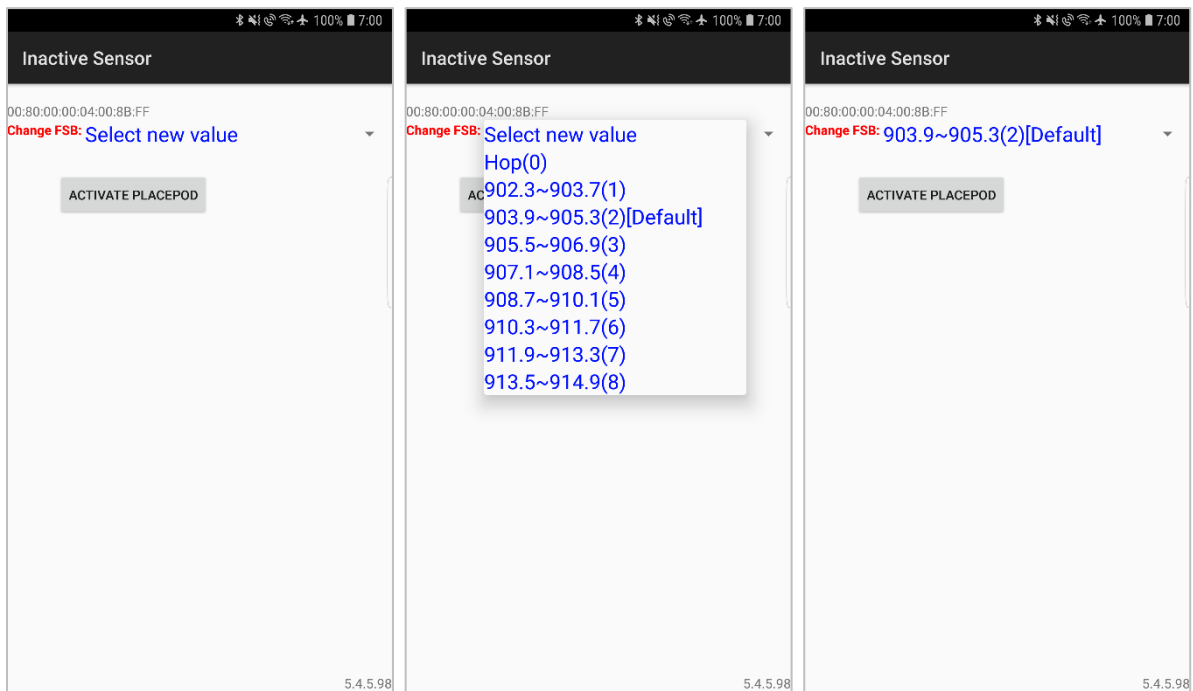 100% 7:00
Inactive Sensor
00:80:00:00:04:00:8B:FF
Change FSB: Select new value
ACTIVATE PLACEPOD
5.4.5.98
100% 7:00
Inactive Sensor
00:80:00:00:04:00:8B:FF
Change FSB: Select new value
Hop(0)
AC
902.3~903.7(1)
903.9~905.3(2)[Default]
905.5~906.9(3)
907.1~908.5(4)
908.7~910.1(5)
910.3~911.7(6)
911.9~913.3(7)
913.5~914.9(8)
5.4.5.98
100% 7:00
Inactive Sensor
00:80:00:00:04:00:8B:FF
Change FSB: 903.9~905.3(2)[Default]
ACTIVATE PLACEPOD
5.4.5.98